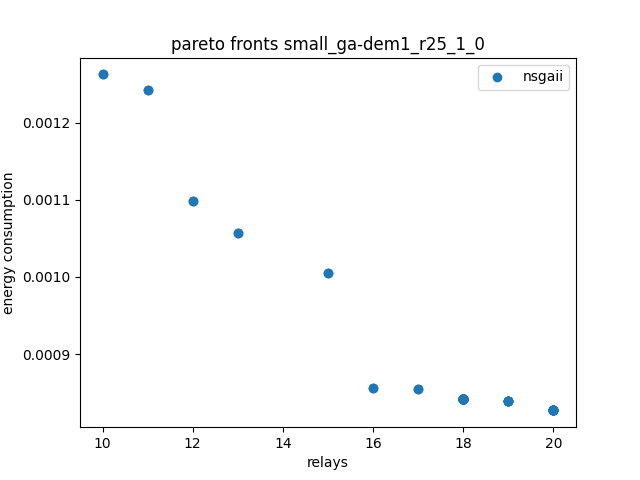 pareto fronts small_ga-dem1_r25_1_0
nsgaii
energy consumption
0.0012
0.0011
0.0010
0.0009
10 12 14 16 18 20
relays